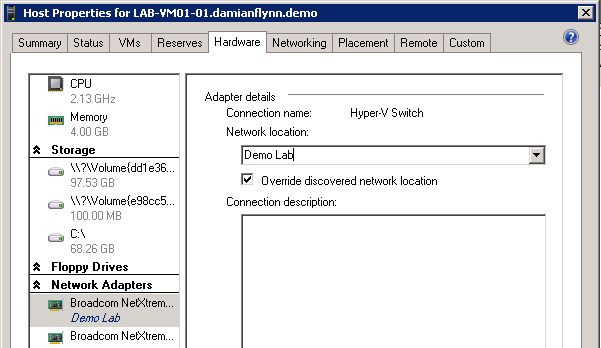 Host Properties for LAB-VM01-01.damianflynn.demo
Summary Status VMs Reserves Hardware Networking Placement Remote Custom
CPU
2.13 GHz
Memory
4.00 GB
Storage
\\?\Volume{dd1e36...
97.53 GB
\\?\Volume{e98cc5...
100.00 MB
C:\
68.26 GB
Floppy Drives
Network Adapters
Broadcom NetXtrem...
Demo Lab
Broadcom NetXtrem...
Adapter details
Connection name: Hyper-V Switch
Network location:
Demo Lab
Override discovered network location
Connection description: